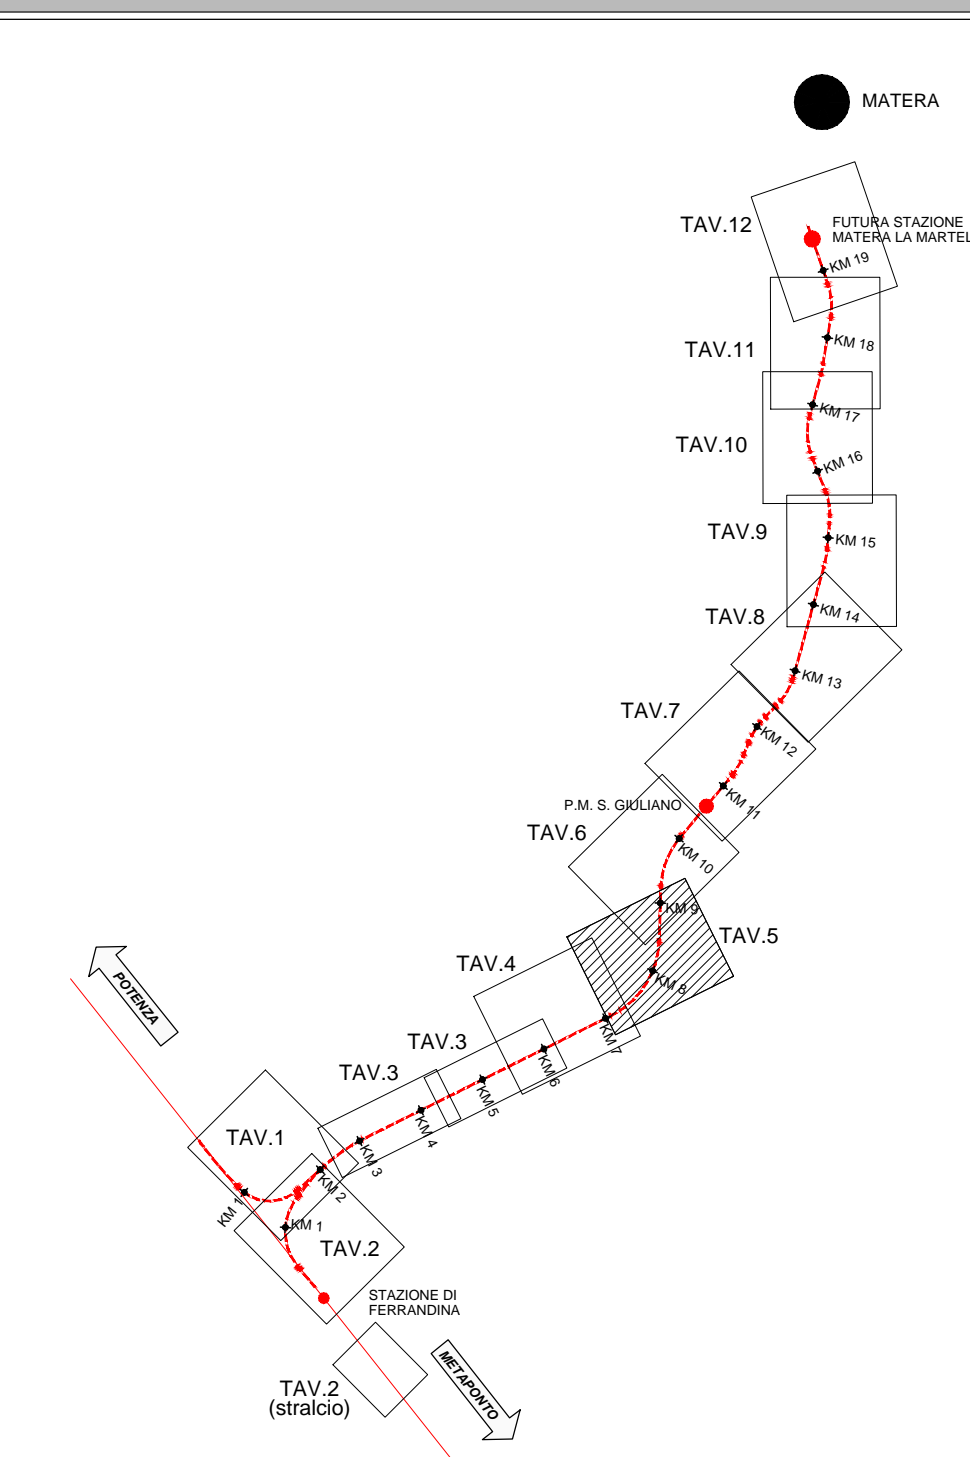 MATERA
TAV.12
FUTURA STAZIONE
MATERA LA MARTEL
KM 19
TAV.11
KM 18
KM 17
TAV.10
KM 16
TAV.9
KM 15
TAV.8
KM 14
KM 13
TAV.7
KM 12
P.M. S. GIULIANO
KM 11
TAV.6
KM 10
KM 9
TAV.5
TAV.4
KM 8
POTENZA
KM 7
TAV.3
TAV.3
KM 6
KM 5
KM 4
TAV.1
KM 3
KM 2
KM 1
KM 1
TAV.2
STAZIONE DI
FERRANDINA
METAPONTO
TAV.2
(stralcio)